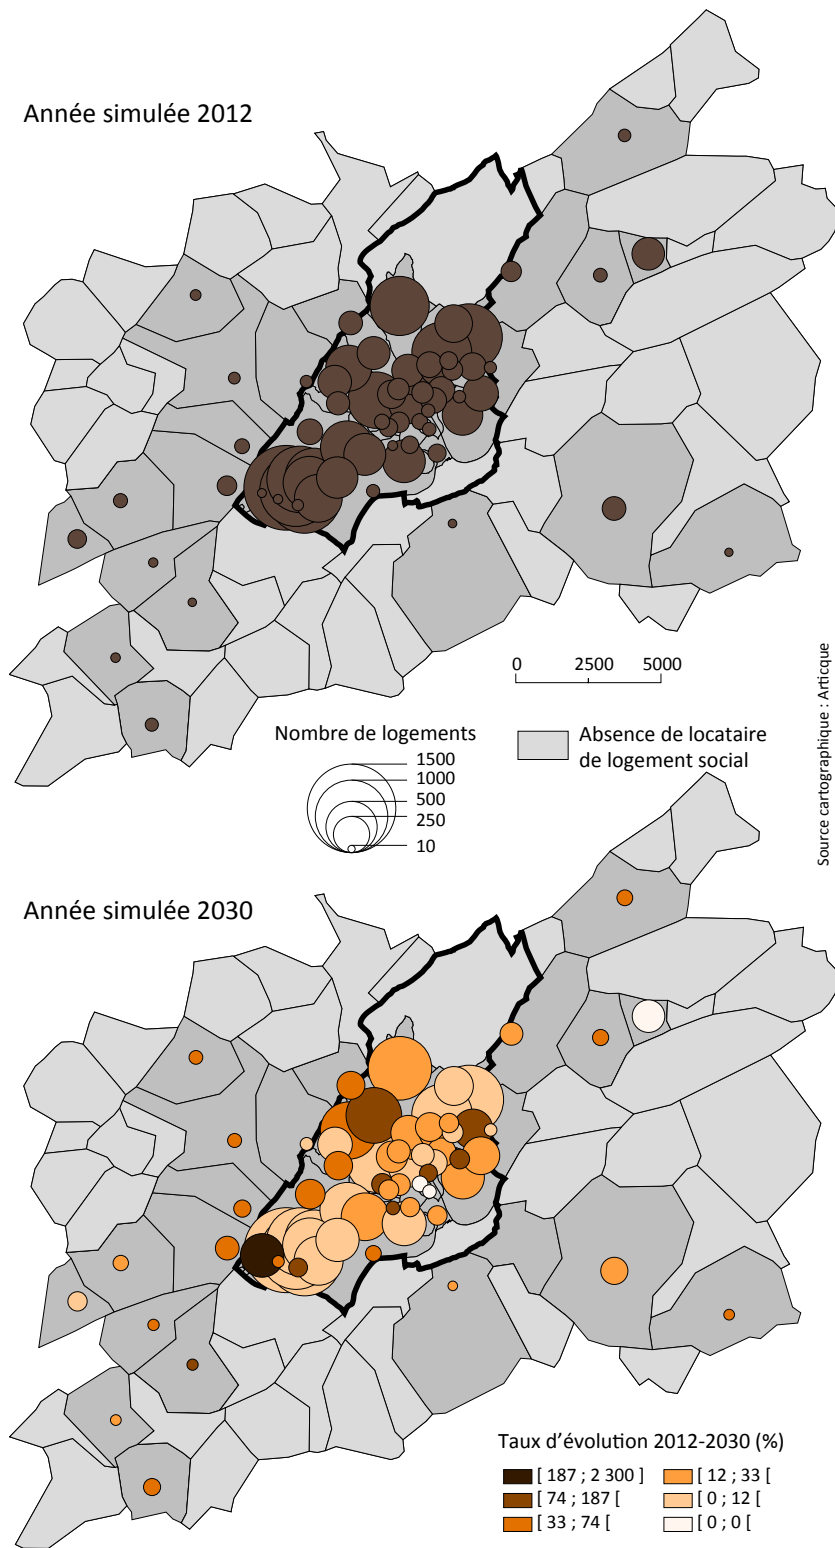 Année simulée 2012
0 2500 5000
Nombre de logements
1500
1000
500
250
10
Absence de locataire
de logement social
Source cartographique : Articque
Année simulée 2030
Taux d’évolution 2012-2030 (%)
[ 187 ; 2 300 ] [ 12 ; 33 [
[ 74 ; 187 [ [ 0 ; 12 [
[ 33 ; 74 [ [ 0 ; 0 [